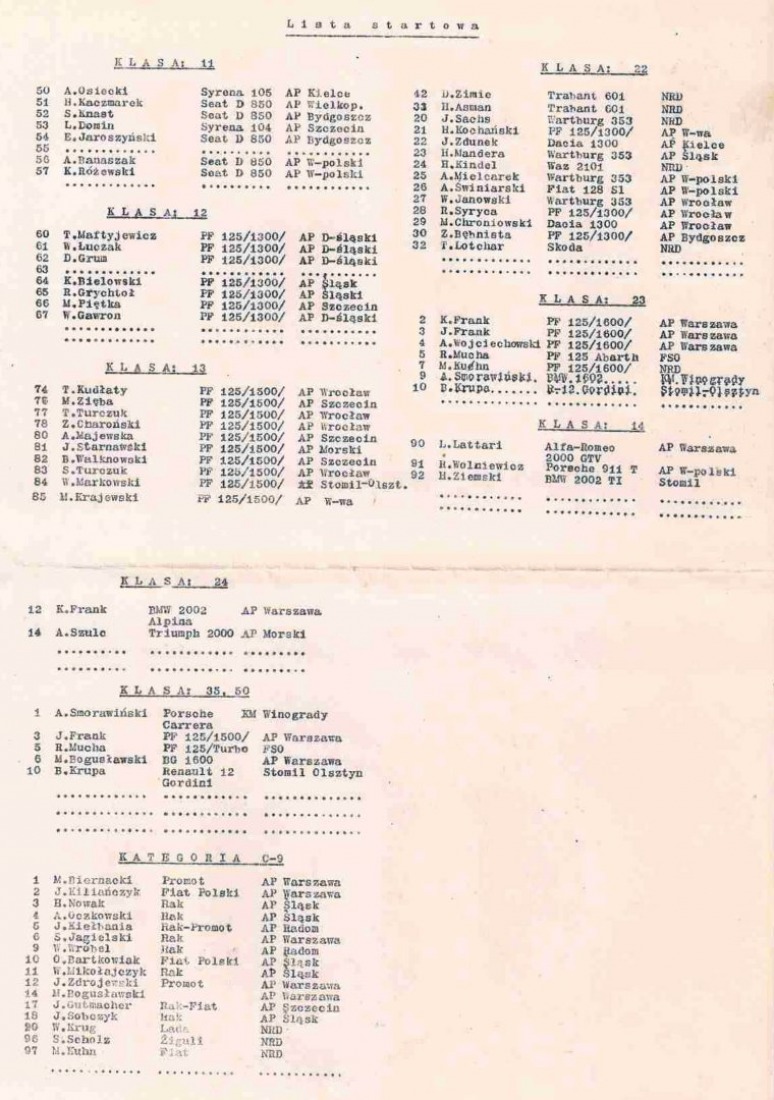 Lista startowa
KLASA: 11
50 A.Osiecki Syrena 105 AP Kielce
51 H.Kaczmarek Seat D 850 AP Wielkop.
52 S.Knast Seat D 850 AP Bydgoszcz
53 L.Domin Syrena 104 AP Szczecin
54 E.Jaroszyński Seat D 850 AP Bydgoszcz
55 ............. ........... ..........
56 A.Banaszak Seat D 850 AP W-polski
57 K.Różewski Seat D 850 AP W-polski
............. .......... ..........
KLASA: 12
60 T.Maftyjewicz PF 125/1300/ AP D-śląski
61 W.Łuczak PF 125/1300/ AP D-śląski
62 D.Grum PF 125/1300/ AP D-śląski
63 ............. ............ ..........
64 K.Bielowski PF 125/1300/ AP Śląsk
65 R.Grychtoł PF 125/1300/ AP Śląski
66 M.Piętka PF 125/1300/ AP Szczecin
67 W.Gawron PF 125/1300/ AP D-śląski
............. ............ ..........
............. ............ ..........
KLASA: 13
74 T.Kudłaty PF 125/1500/ AP Wrocław
76 M.Zięba PF 125/1500/ AP Szczecin
77 T.Turczuk PF 125/1500/ AP Wrocław
78 Z.Charoński PF 125/1500/ AP Wrocław
80 A.Majewska PF 125/1500/ AP Szczecin
81 J.Starnawski PF 125/1500/ AP Morski
82 B.Walknowski PF 125/1500/ AP Szczecin
83 S.Turczuk PF 125/1500/ AP Wrocław
84 W.Markowski PF 125/1500/ Stomil-Olszt.
85 M.Krajewski PF 125/1500/ AP W-wa
KLASA: 22
42 D.Zimic Trabant 601 NRD
33 H.Asman Trabant 601 NRD
20 J.Sachs Wartburg 353 NRD
21 H.Kochański PF 125/1300/ AP W-wa
22 J.Zdunek Dacia 1300 AP Kielce
23 H.Mandera Wartburg 353 AP Śląsk
24 H.Kindel Waz 2101 NRD
25 A.Mielcarek Wartburg 353 AP W-polski
26 A.Świniarski Fiat 128 Sl AP W-polski
27 W.Janowski Wartburg 353 AP Wrocław
28 R.Syryca PF 125/1300/ AP Wrocław
29 M.Chroniowski Dacia 1300 AP Wrocław
30 Z.Bębnista PF 125/1300/ AP Bydgoszcz
32 T.Lotchar Skoda NRD
............. ............ ..........
............. ............ ..........
KLASA: 23
2 K.Frank PF 125/1600/ AP Warszawa
3 J.Frank PF 125/1600/ AP Warszawa
4 A.Wojciechowski PF 125/1600/ AP Warszawa
5 R.Mucha PF 125 Abarth FSO
7 M.Kuehn PF 125/1600/ NRD
9 A.Smorawiński. BMW.1602.... KM Winogrady
10 B.Krupa.... R-12.Gordini. Stomil-Olsztyn
............. ............ ..........
KLASA: 14
90 L.Lattari Alfa-Romeo AP Warszawa
2000 GTV
91 H.Wolniewicz Porsche 911 T AP W-polski
92 M.Ziemski BMW 2002 TI Stomil
............. ............ ...........
............. ............ ...........
KLASA: 24
12 K.Frank BMW 2002 AP Warszawa
Alpina
14 A.Szulc Triumph 2000 AP Morski
.......... ............ .........
.......... ............ .........
KLASA: 35, 50
1 A.Smorawiński Porsche KM Winogrady
Carrera
3 J.Frank PF 125/1500/ AP Warszawa
5 R.Mucha PF 125/Turbo FSO
6 M.Bogusławski BG 1600 AP Warszawa
10 B.Krupa Renault 12 Stomil Olsztyn
Gordini
............. ............ .............
............. ............ .............
............. ............ .............
KATEGORIA C-9
1 M.Biernacki Promot AP Warszawa
2 J.Kiliańczyk Fiat Polski AP Warszawa
3 H.Nowak Rak AP Śląsk
4 A.Oczkowski Rak AP Śląsk
5 J.Kiełbania Rak-Promot AP Radom
6 S.Jagielski Rak AP Warszawa
9 W.Wróbel Rak AP Radom
10 O.Bartkowiak Fiat Polski AP Śląsk
11 W.Mikołajczyk Rak AP Śląsk
12 J.Zdrojewski Promot AP Warszawa
14 M.Bogusławski AP Warszawa
17 J.Gutmacher Rak-Fiat AP Szczecin
18 J.Sobczyk Rak AP Śląsk
90 W.Krug Lada NRD
96 S.Scholz Żiguli NRD
97 M.Kuhn Fiat NRD
............. ........... ............